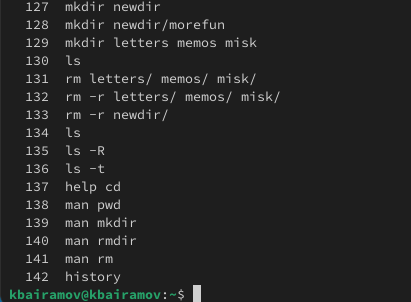 127 mkdir newdir
128 mkdir newdir/morefun
129 mkdir letters memos misk
130 ls
131 rm letters/ memos/ misk/
132 rm -r letters/ memos/ misk/
133 rm -r newdir/
134 ls
135 ls -R
136 ls -t
137 help cd
138 man pwd
139 man mkdir
140 man rmdir
141 man rm
142 history
kbairamov@kbairamov:~$